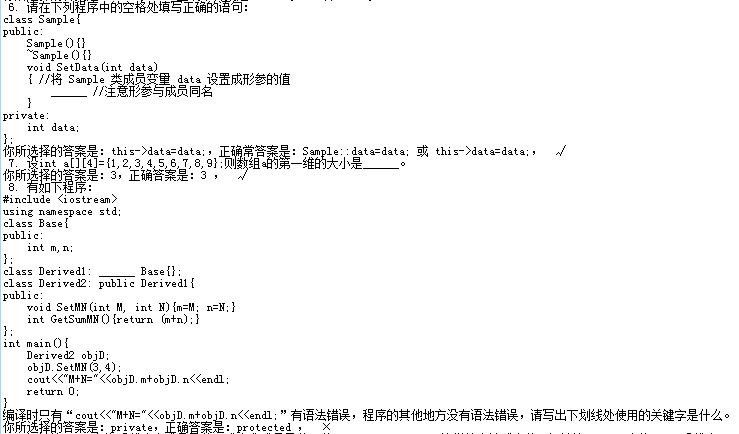 6. 请在下列程序中的空格处填写正确的语句:
class Sample{
public:
Sample(){}
~Sample(){}
void SetData(int data)
{ //将 Sample 类成员变量 data 设置成形参的值
______ //注意形参与成员同名
}
private:
int data;
};
你所选择的答案是: this->data=data;, 正确常答案是: Sample::data=data; 或 this->data=data;, √
7. 设int a[][4]={1,2,3,4,5,6,7,8,9};则数组a的第一维的大小是______。
你所选择的答案是: 3, 正确答案是: 3 , √
8. 有如下程序:
#include <iostream>
using namespace std;
class Base{
public:
int m,n;
};
class Derived1: ______ Base{};
class Derived2: public Derived1{
public:
void SetMN(int M, int N){m=M; n=N;}
int GetSumMN(){return (m+n);}
};
int main(){
Derived2 objD;
objD.SetMN(3,4);
cout<<"M+N="<<objD.m+objD.n<<endl;
return 0;
}
编译时只有“cout<<"M+N="<<objD.m+objD.n<<endl;”有语法错误, 程序的其他地方没有语法错误, 请写出下划线处使用的关键字是什么。
你所选择的答案是: private, 正确答案是: protected , ×